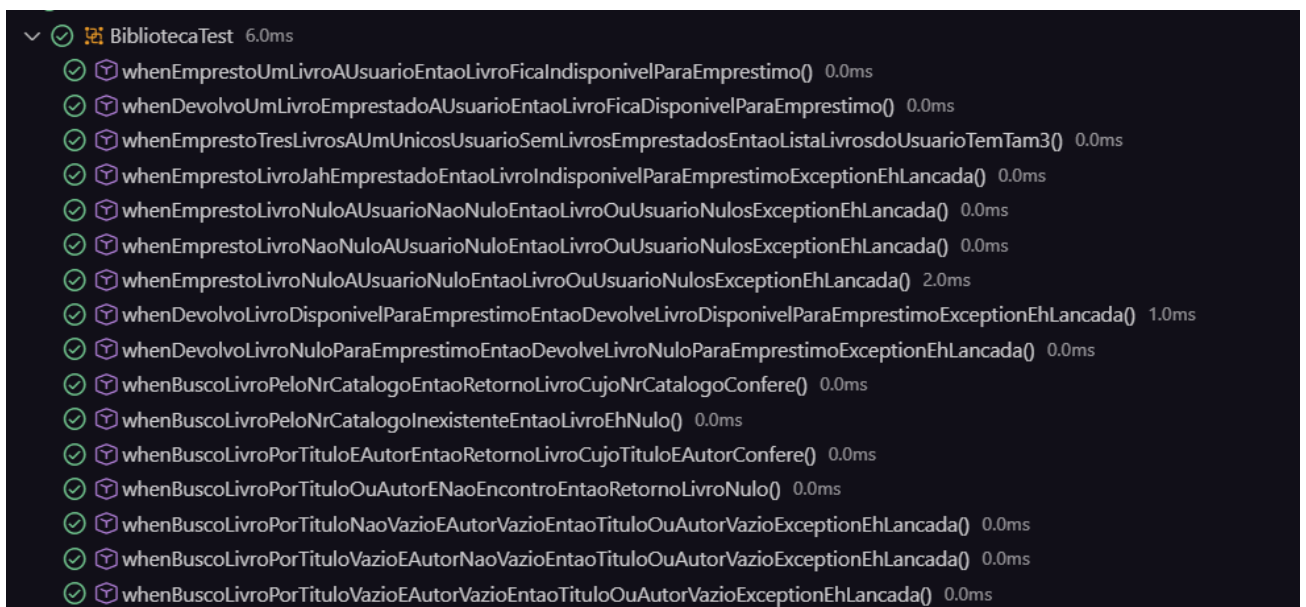 BibliotecaTest 6.0ms
whenEmprestoUmLivroAUsuarioEntaoLivroFicaIndisponivelParaEmprestimo() 0.0ms
whenDevolvoUmLivroEmprestadoAUsuarioEntaoLivroFicaDisponivelParaEmprestimo() 0.0ms
whenEmprestoTresLivrosAUmUnicosUsuarioSemLivrosEmprestadosEntaoListaLivrosdoUsuarioTemTam3() 0.0ms
whenEmprestoLivroJahEmprestadoEntaoLivroIndisponivelParaEmprestimoExceptionEhLancada() 0.0ms
whenEmprestoLivroNuloAUsuarioNaoNuloEntaoLivroOuUsuarioNulosExceptionEhLancada() 0.0ms
whenEmprestoLivroNaoNuloAUsuarioNuloEntaoLivroOuUsuarioNulosExceptionEhLancada() 0.0ms
whenEmprestoLivroNuloAUsuarioNuloEntaoLivroOuUsuarioNulosExceptionEhLancada() 2.0ms
whenDevolvoLivroDisponivelParaEmprestimoEntaoDevolveLivroDisponivelParaEmprestimoExceptionEhLancada() 1.0ms
whenDevolvoLivroNuloParaEmprestimoEntaoDevolveLivroNuloParaEmprestimoExceptionEhLancada() 0.0ms
whenBuscoLivroPeloNrCatalogoEntaoRetornoLivroCujoNrCatalogoConfere() 0.0ms
whenBuscoLivroPeloNrCatalogoInexistenteEntaoLivroEhNulo() 0.0ms
whenBuscoLivroPorTituloEAutorEntaoRetornoLivroCujoTituloEAutorConfere() 0.0ms
whenBuscoLivroPorTituloOuAutorENaoEncontroEntaoRetornoLivroNulo() 0.0ms
whenBuscoLivroPorTituloNaoVazioEAutorVazioEntaoTituloOuAutorVazioExceptionEhLancada() 0.0ms
whenBuscoLivroPorTituloVazioEAutorNaoVazioEntaoTituloOuAutorVazioExceptionEhLancada() 0.0ms
whenBuscoLivroPorTituloVazioEAutorVazioEntaoTituloOuAutorVazioExceptionEhLancada() 0.0ms